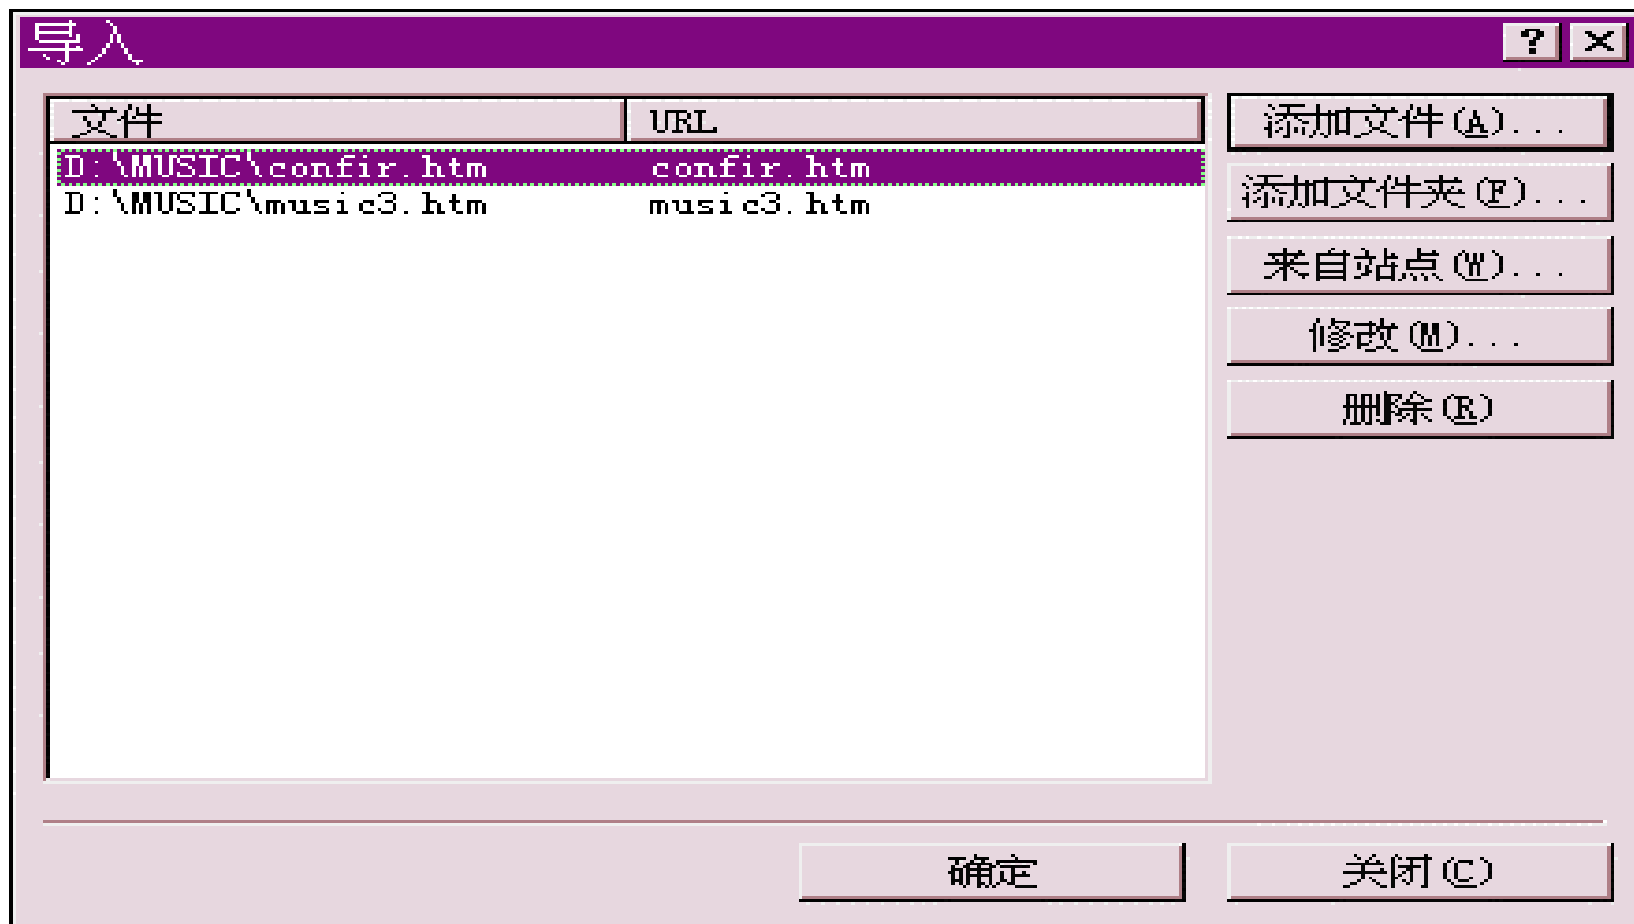 导入
文件 URL
D:\MUSIC\confir.htm confir.htm
D:\MUSIC\music3.htm music3.htm
添加文件(A)...
添加文件夹(F)...
来自站点(W)...
修改(M)...
删除(R)
确定 关闭(C)